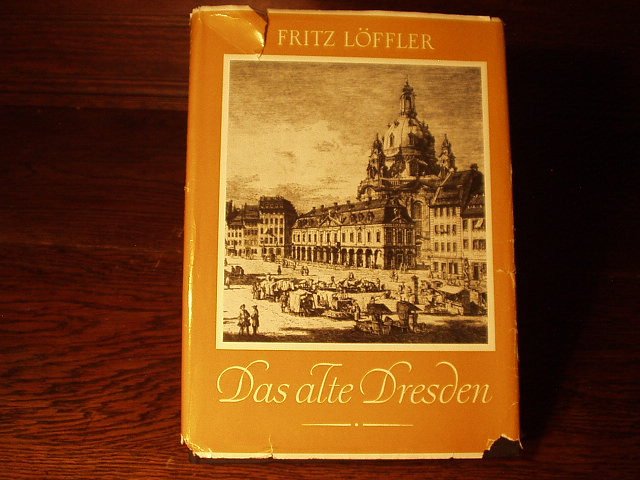 FRITZ LÖFFLER
Das alte Dresden